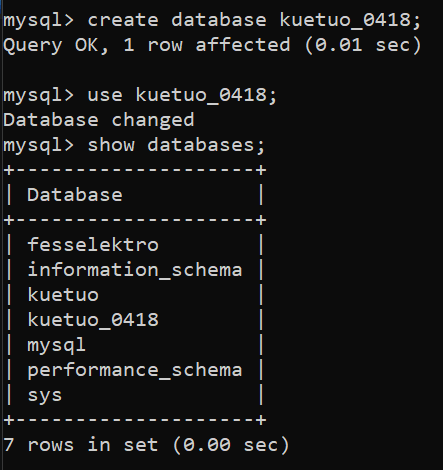 mysql> create database kuetuo_0418;
Query OK, 1 row affected (0.01 sec)
mysql> use kuetuo_0418;
Database changed
mysql> show databases;
+--------------------+
| Database           |
+--------------------+
| fesselektro        |
| information_schema |
| kuetuo             |
| kuetuo_0418        |
| mysql              |
| performance_schema |
| sys                |
+--------------------+
7 rows in set (0.00 sec)